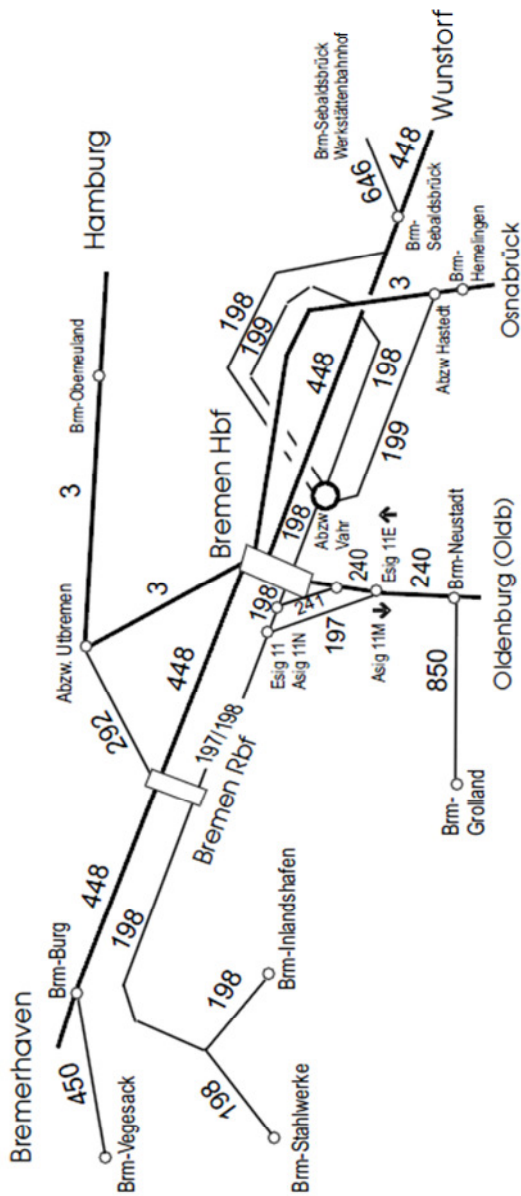 Bremerhaven
450
Brm-Vegesack
Brm-Burg
448
198
198
Brm-Stahlwerke
198
Brm-Inlandshafen
292
Abzw. Utbremen
3
Brm-Oberneuland
Hamburg
3
448
Bremen Rbf
197/198
Bremen Hbf
198
198
241
Esig 11
Asig 11N
197
240
Esig 11E
Asig 11M
240
Brm-Neustadt
850
Brm-
Grolland
Oldenburg (Oldb)
Abzw
Vahr
198
199
448
198
199
3
Abzw Hastedt
Brm-
Hemelingen
Osnabrück
Brm-
Sebaldsbrück
646
Brm-Sebaldsbrück
Werkstättenbahnhof
448
Wunstorf